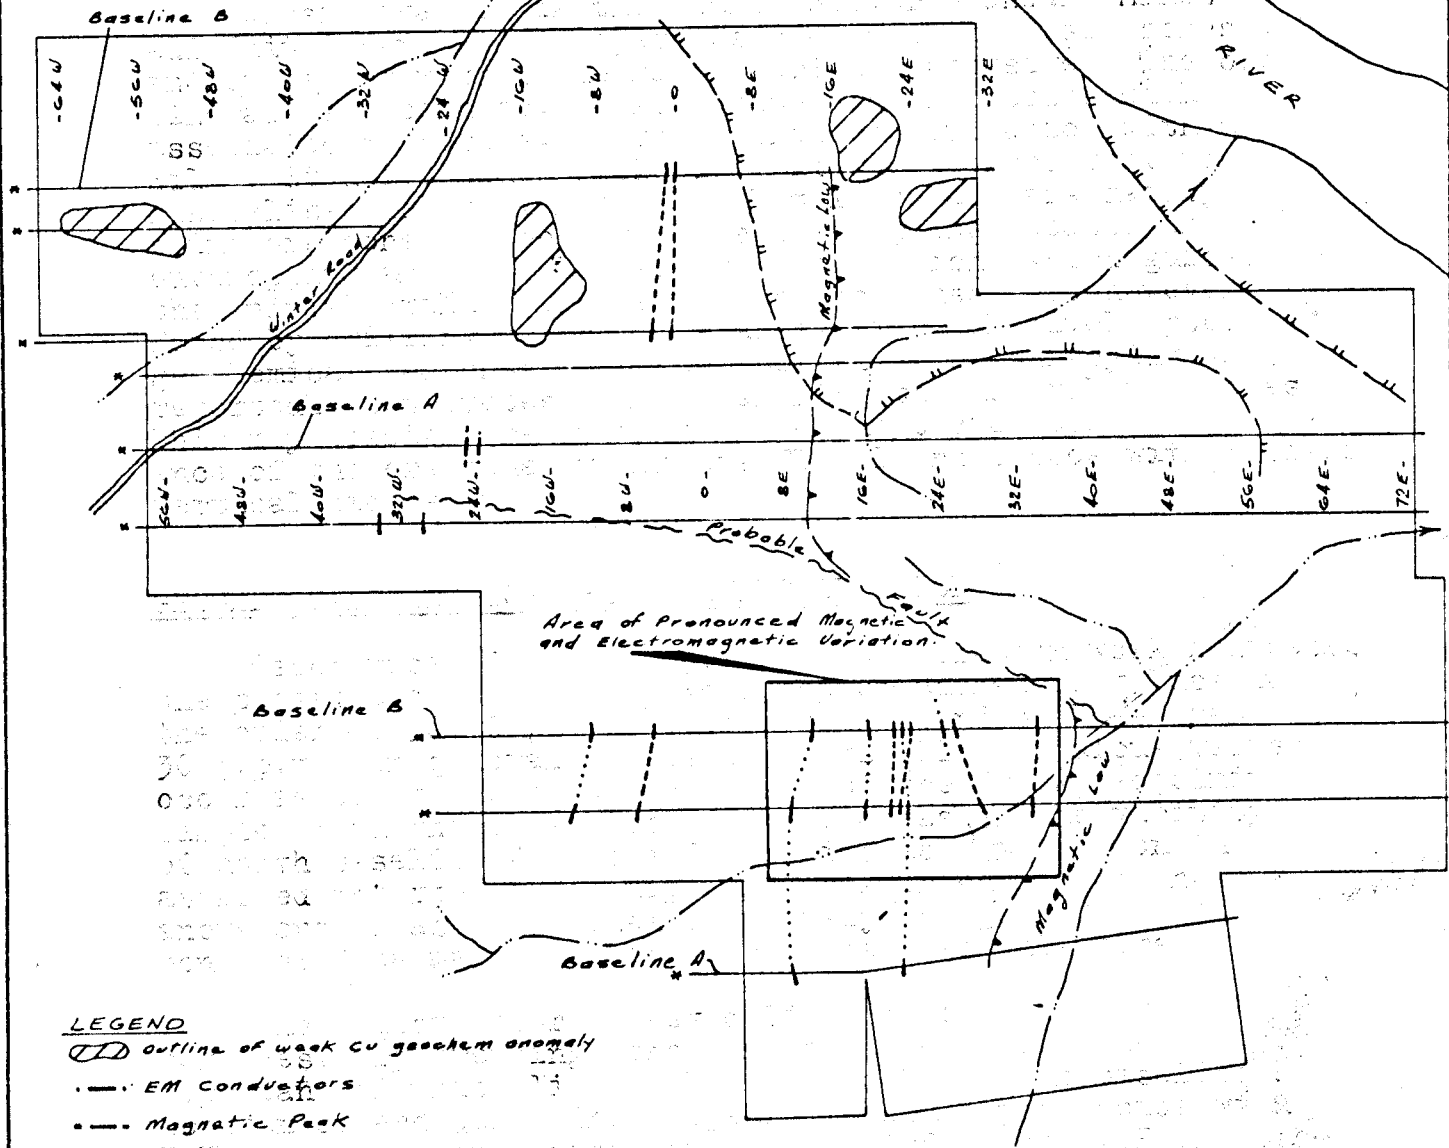 Baseline B
RIVER
-64W
-56W
-48W
-40W
-32W
-24W
-16W
-8W
-0
-8E
-16E
-24E
-32E
Winter Road
Magnetic Low
Baseline A
56W-
48W-
40W-
32W-
24W-
16W-
8W-
0-
8E
16E-
24E-
32E-
40E-
48E-
56E-
64E-
72E-
Probable Fault
Area of Pronounced Magnetic
and Electromagnetic Variation.
Baseline B
Magnetic Low
Baseline A
LEGEND
Outline of weak Cu geochem anomaly
EM Conductors
Magnetic Peak